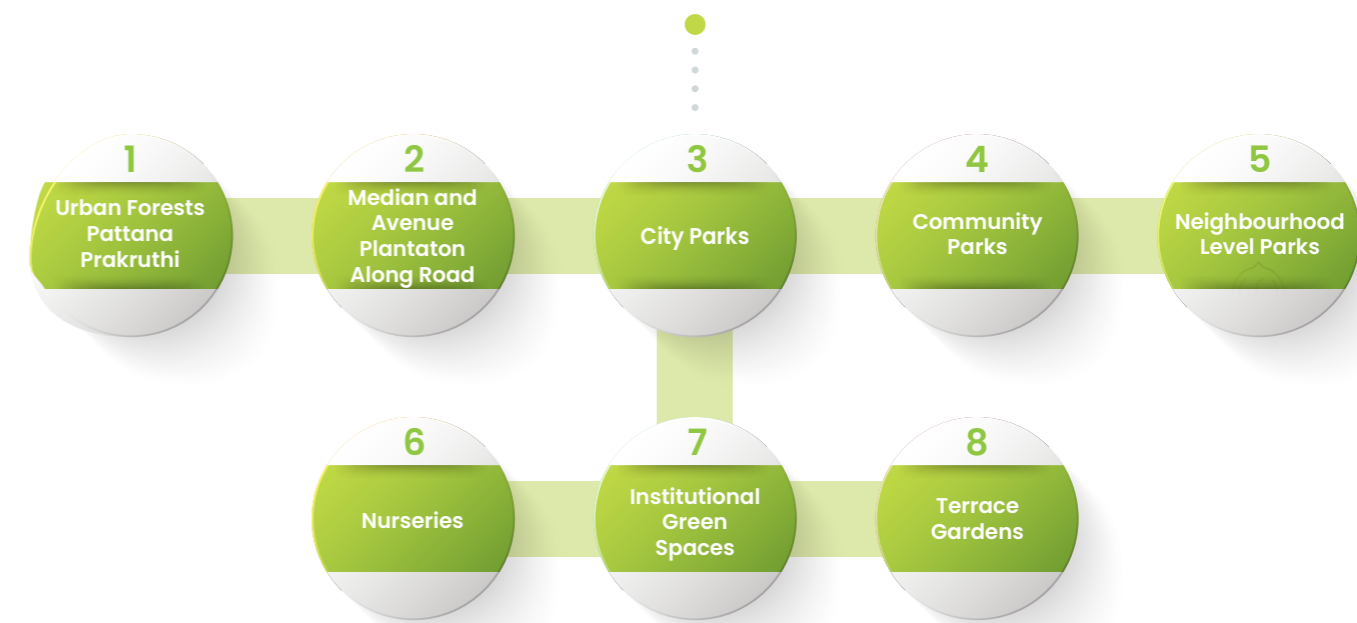 1
Urban Forests
Pattana
Prakruthi
2
Median and
Avenue
Plantaton
Along Road
3
City Parks
4
Community
Parks
5
Neighbourhood
Level Parks
6
Nurseries
7
Institutional
Green
Spaces
8
Terrace
Gardens